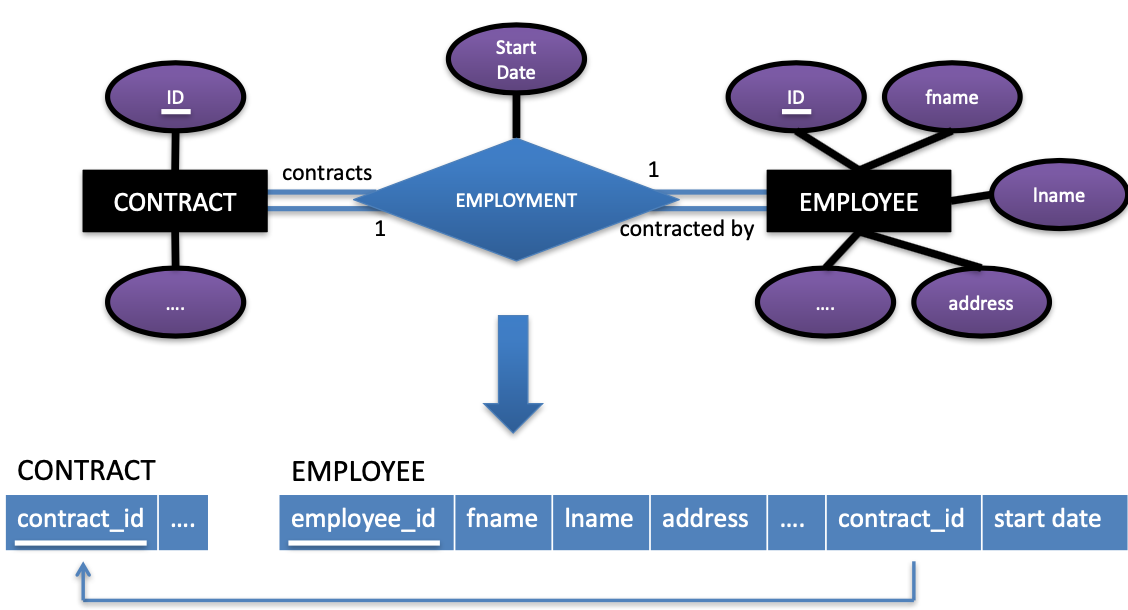 Start
Date
ID
ID
fname
contracts
1
CONTRACT
EMPLOYMENT
EMPLOYEE
lname
1
contracted by
....
....
address
CONTRACT
EMPLOYEE
contract_id
....
employee_id
fname
lname
address
....
contract_id
start date